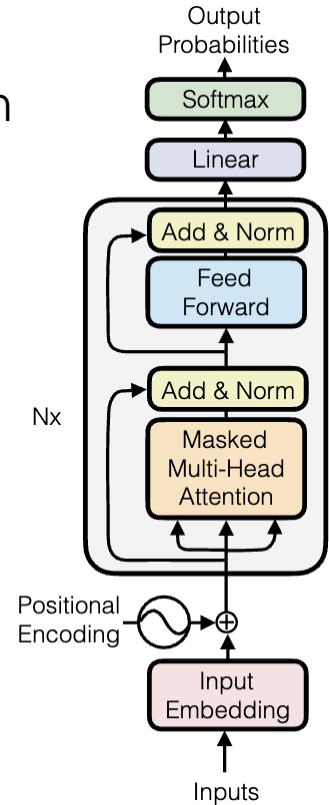 Output
Probabilities
n
Softmax
Linear
Add & Norm
Feed
Forward
Add & Norm
Nx
Masked
Multi-Head
Attention
Positional
Encoding
Input
Embedding
Inputs